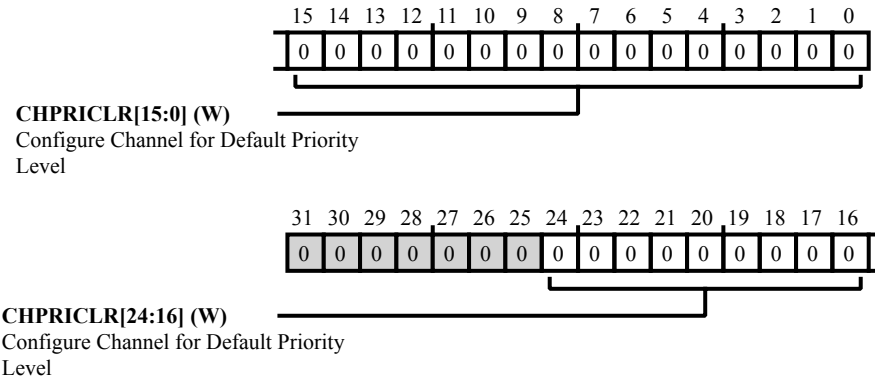 15 14 13 12 11 10 9 8 7 6 5 4 3 2 1 0
0 0 0 0 0 0 0 0 0 0 0 0 0 0 0 0
CHPRICLR[15:0] (W)
Configure Channel for Default Priority
Level
31 30 29 28 27 26 25 24 23 22 21 20 19 18 17 16
0 0 0 0 0 0 0 0 0 0 0 0 0 0 0 0
CHPRICLR[24:16] (W)
Configure Channel for Default Priority
Level